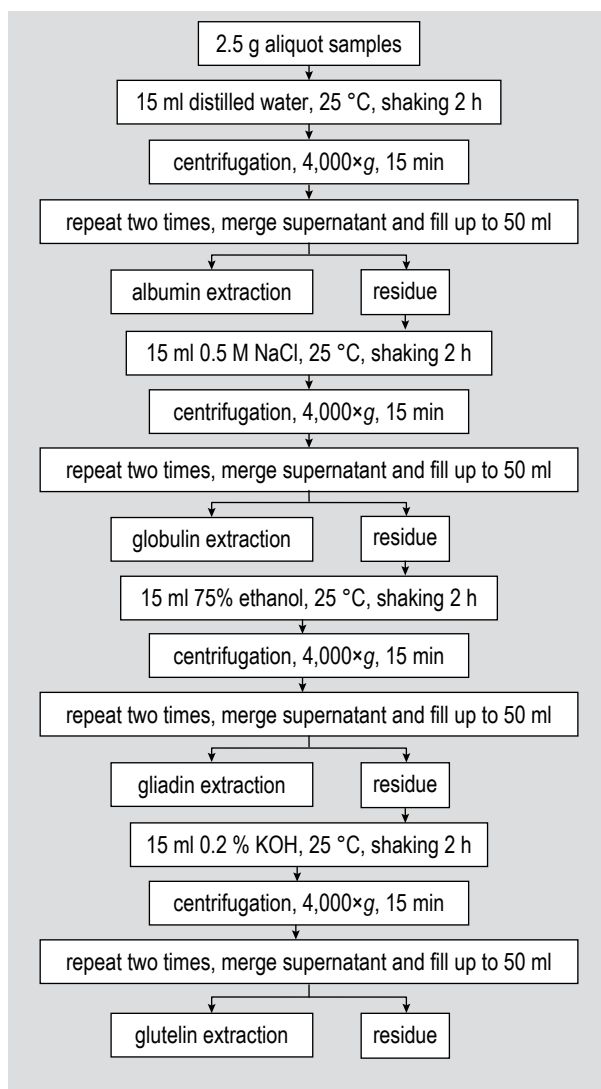 2.5 g aliquot samples
15 ml distilled water, 25 °C, shaking 2 h
centrifugation, 4,000×g, 15 min
repeat two times, merge supernatant and fill up to 50 ml
albumin extraction
residue
15 ml 0.5 M NaCl, 25 °C, shaking 2 h
centrifugation, 4,000×g, 15 min
repeat two times, merge supernatant and fill up to 50 ml
globulin extraction
residue
15 ml 75% ethanol, 25 °C, shaking 2 h
centrifugation, 4,000×g, 15 min
repeat two times, merge supernatant and fill up to 50 ml
gliadin extraction
residue
15 ml 0.2 % KOH, 25 °C, shaking 2 h
centrifugation, 4,000×g, 15 min
repeat two times, merge supernatant and fill up to 50 ml
glutelin extraction
residue